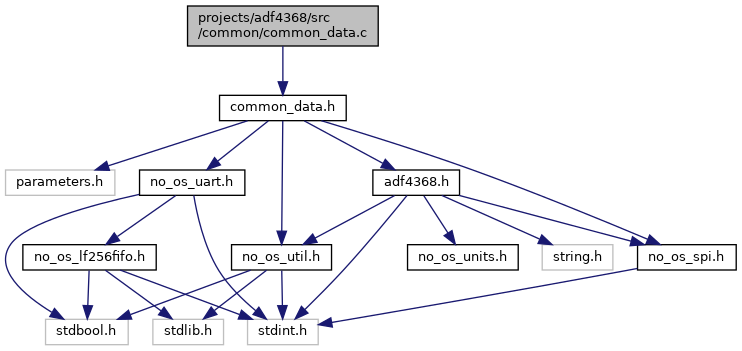 projects/adf4368/src
/common/common_data.c
common_data.h
parameters.h
no_os_uart.h
adf4368.h
no_os_lf256fifo.h
no_os_util.h
no_os_units.h
string.h
no_os_spi.h
stdbool.h
stdlib.h
stdint.h